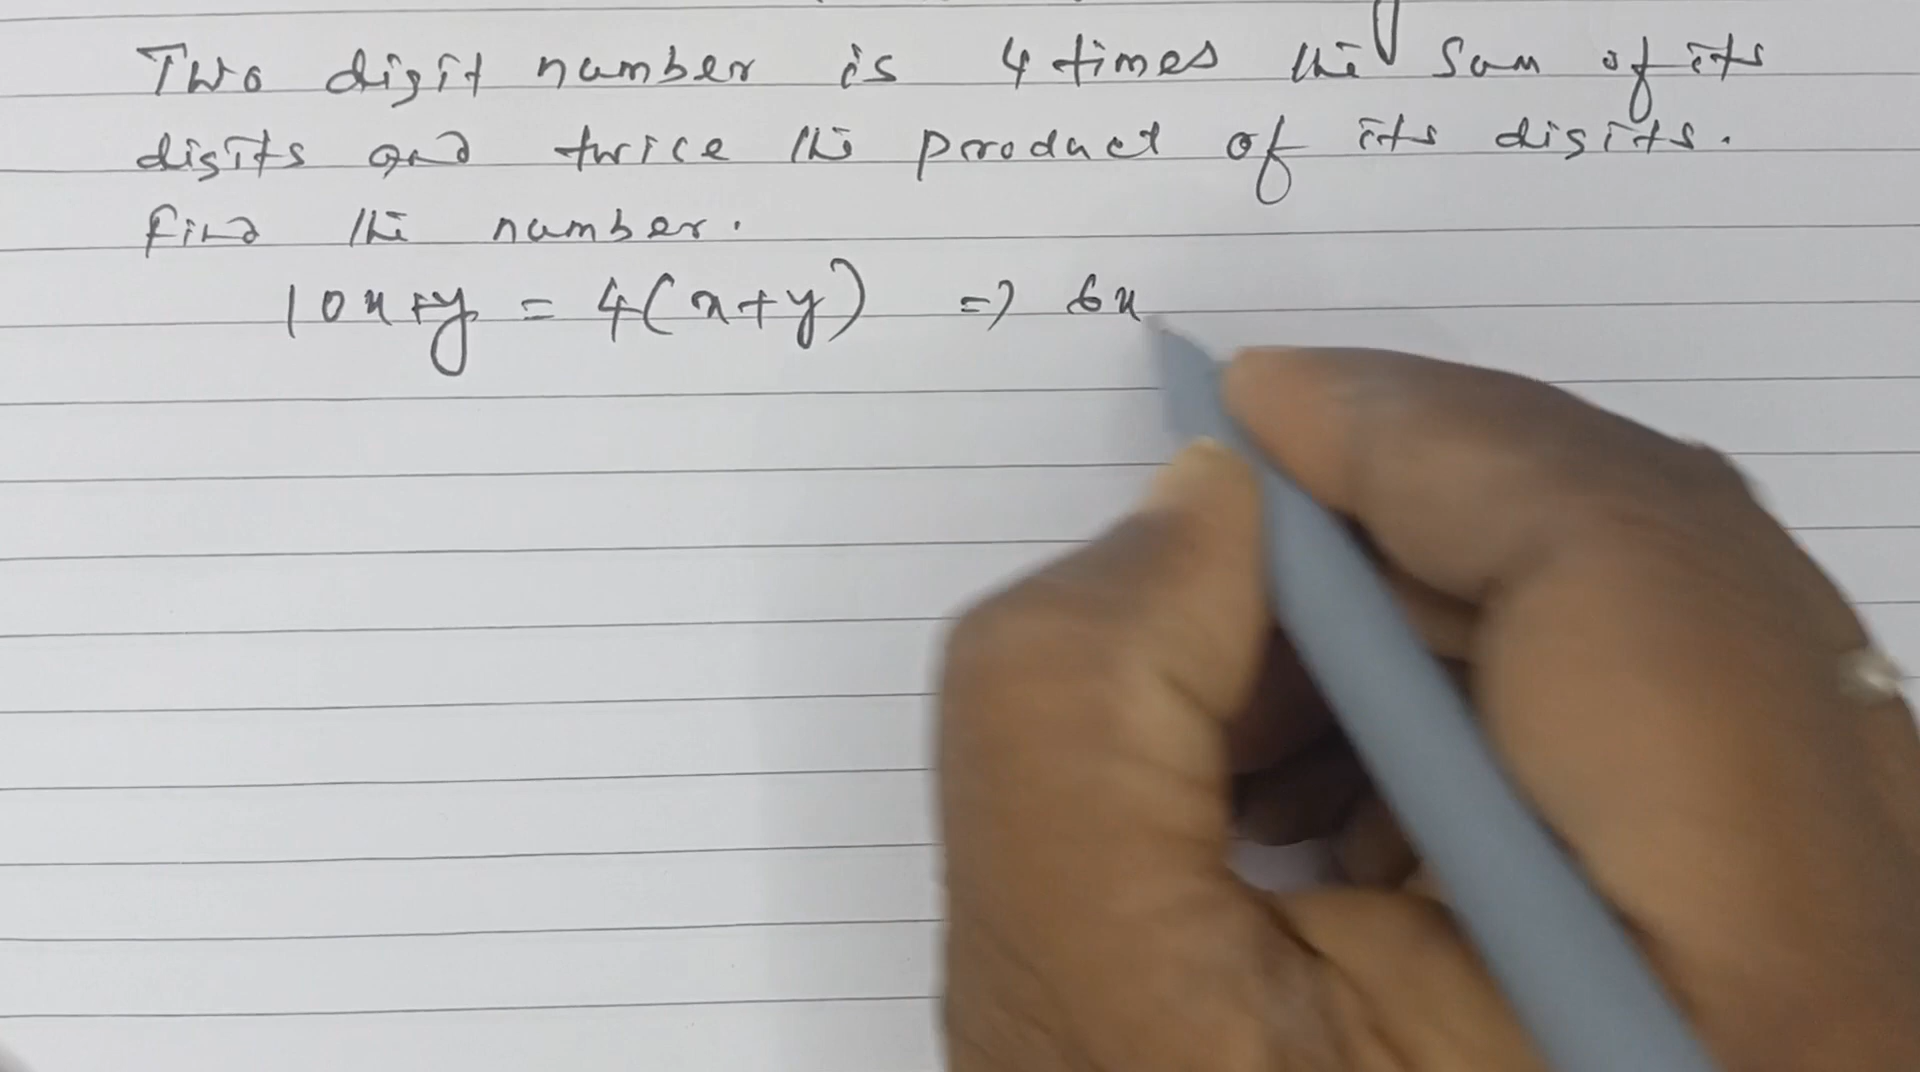 Two digit number is 4 times the sum of its
digits and twice the product of its digits.
Find the number.
10x+y = 4(x+y) => 6x